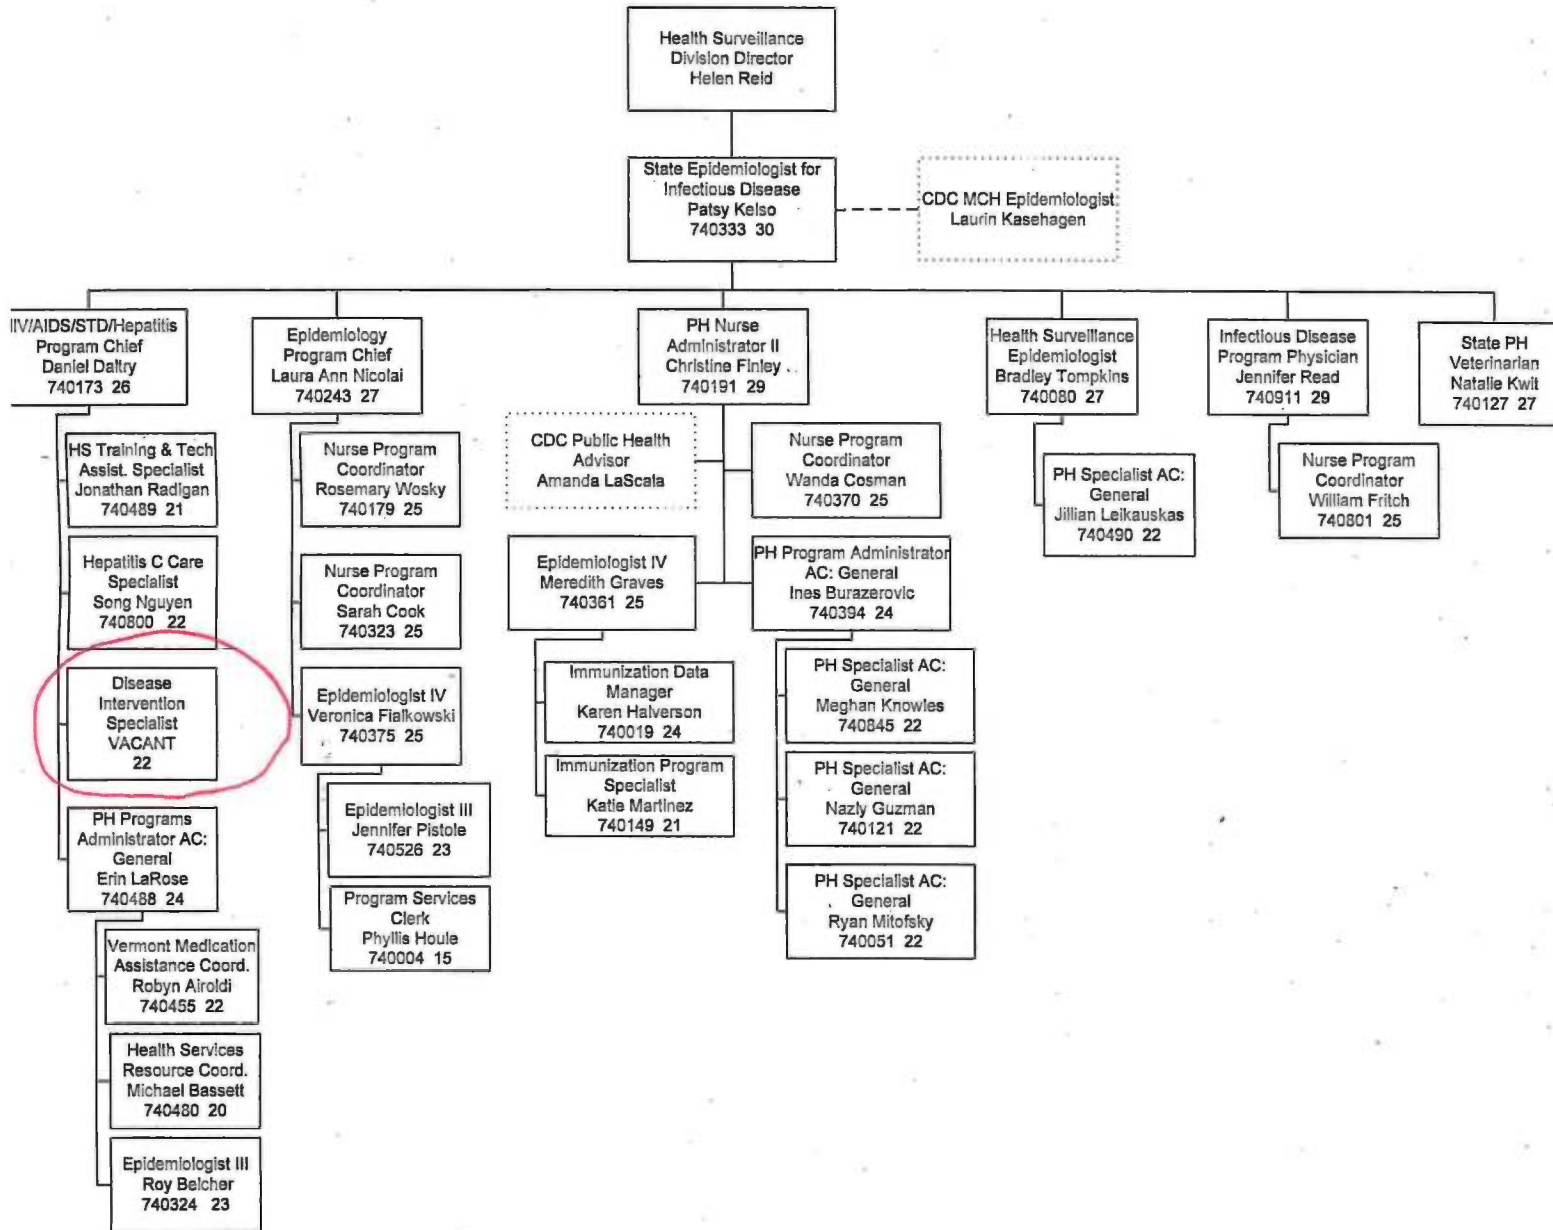 Health Surveillance
Division Director
Helen Reid
State Epidemiologist for
Infectious Disease
Patsy Kelso
740333 30
CDC MCH Epidemiologist
Laurin Kasehagen
IIV/AIDS/STD/Hepatitis
Program Chief
Daniel Daltry
740173 26
HS Training & Tech
Assist. Specialist
Jonathan Radigan
740489 21
Hepatitis C Care
Specialist
Song Nguyen
740800 22
Disease
Intervention
Specialist
VACANT
22
PH Programs
Administrator AC:
General
Erin LaRose
740488 24
Vermont Medication
Assistance Coord.
Robyn Airoldi
740455 22
Health Services
Resource Coord.
Michael Bassett
740480 20
Epidemiologist III
Roy Belcher
740324 23
Epidemiology
Program Chief
Laura Ann Nicolai
740243 27
Nurse Program
Coordinator
Rosemary Wosky
740179 25
Nurse Program
Coordinator
Sarah Cook
740323 25
Epidemiologist IV
Veronica Fialkowski
740375 25
Epidemiologist III
Jennifer Pistole
740526 23
Program Services
Clerk
Phyllis Houle
740004 15
PH Nurse
Administrator II
Christine Finley
740191 29
CDC Public Health
Advisor
Amanda LaScala
Nurse Program
Coordinator
Wanda Cosman
740370 25
Epidemiologist IV
Meredith Graves
740361 25
Immunization Data
Manager
Karen Halverson
740019 24
Immunization Program
Specialist
Katie Martinez
740149 21
PH Program Administrator
AC: General
Ines Burazerovic
740394 24
PH Specialist AC:
General
Meghan Knowles
740845 22
PH Specialist AC:
General
Nazly Guzman
740121 22
PH Specialist AC:
General
Ryan Mitofsky
740051 22
Health Surveillance
Epidemiologist
Bradley Tompkins
740080 27
PH Specialist AC:
General
Jillian Leikauskas
740490 22
Infectious Disease
Program Physician
Jennifer Read
740911 29
Nurse Program
Coordinator
William Fritch
740801 25
State PH
Veterinarian
Natalie Kwit
740127 27